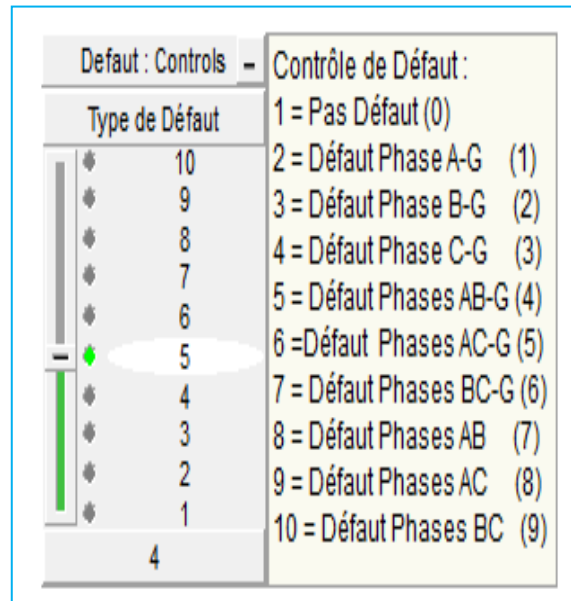 Defaut : Controls –
Type de Défaut
10
9
8
7
6
5
4
3
2
1
4
Contrôle de Défaut :
1 = Pas Défaut (0)
2 = Défaut Phase A-G (1)
3 = Défaut Phase B-G (2)
4 = Défaut Phase C-G (3)
5 = Défaut Phases AB-G (4)
6 =Défaut Phases AC-G (5)
7 = Défaut Phases BC-G (6)
8 = Défaut Phases AB (7)
9 = Défaut Phases AC (8)
10 = Défaut Phases BC (9)